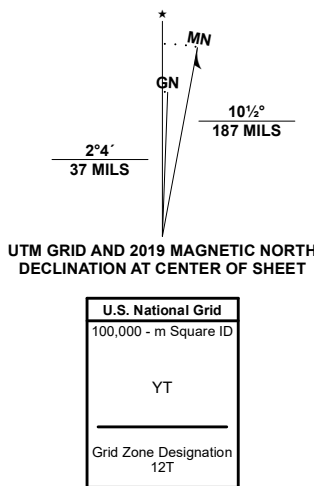 ★
MN
GN
10½°
187 MILS
2°4´
37 MILS
UTM GRID AND 2019 MAGNETIC NORTH
DECLINATION AT CENTER OF SHEET
U.S. National Grid
100,000 - m Square ID
YT
Grid Zone Designation
12T